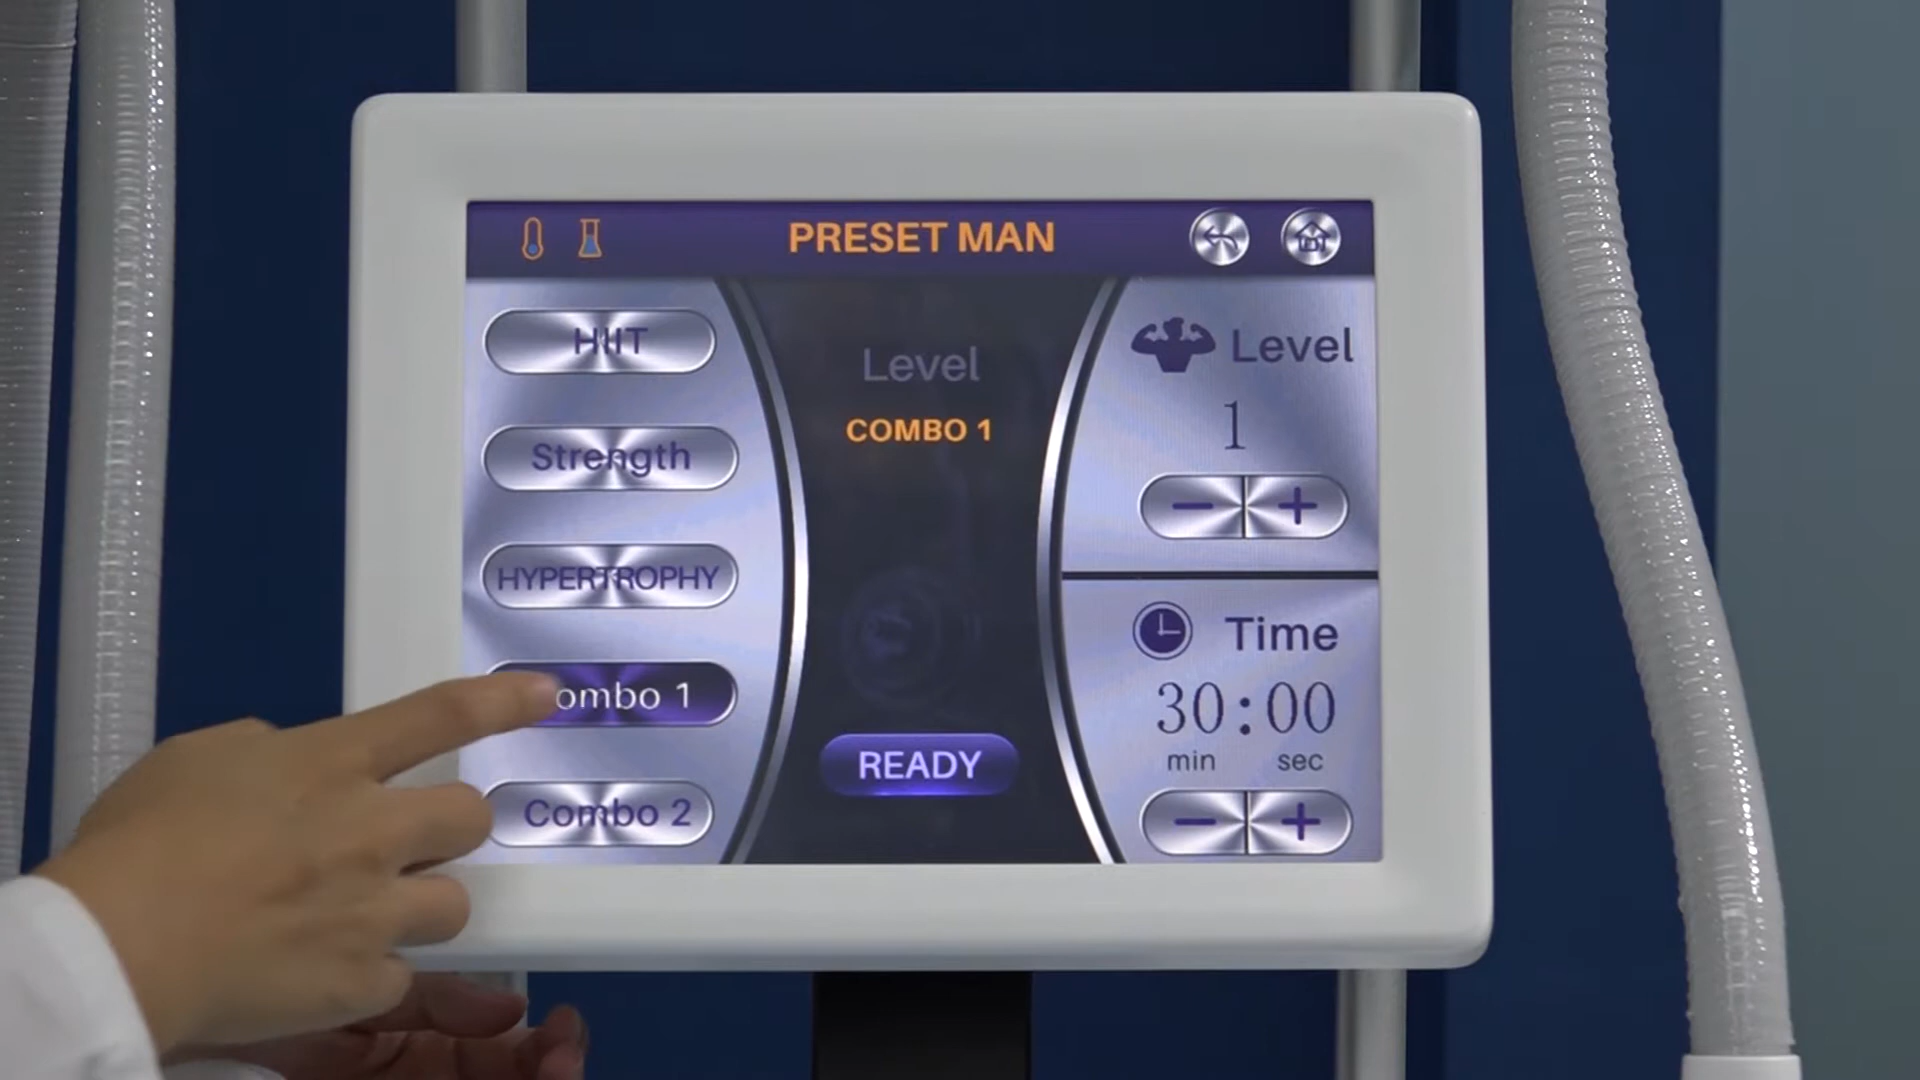 PRESET MAN
HIIT
Strength
HYPERTROPHY
ombo 1
Combo 2
Level
COMBO 1
READY
Level
1
− +
Time
30:00
min sec
− +